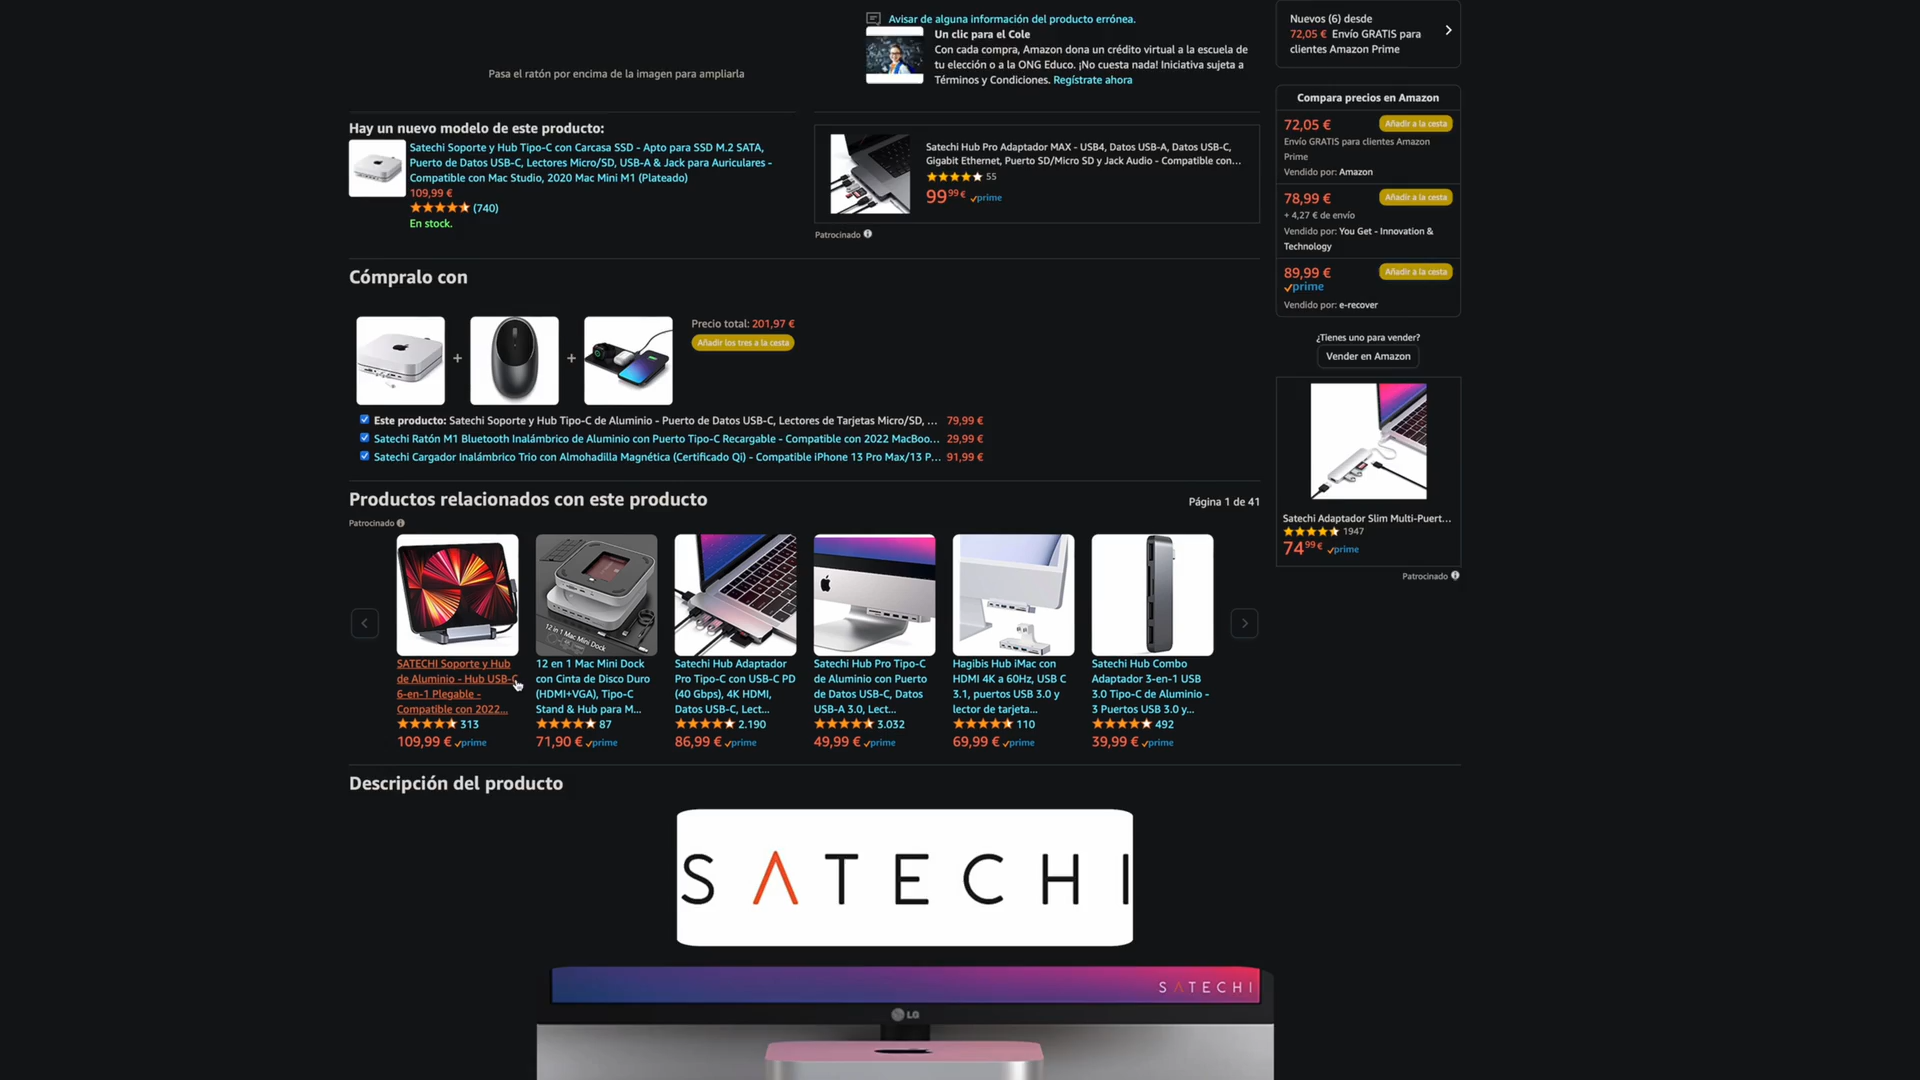 Avisar de alguna información del producto errónea.
Un clic para el Cole
Con cada compra, Amazon dona un crédito virtual a la escuela de
tu elección o a la ONG Educo. ¡No cuesta nada! Iniciativa sujeta a
Términos y Condiciones. Regístrate ahora
Pasa el ratón por encima de la imagen para ampliarla
Nuevos (6) desde
72,05 € Envío GRATIS para
clientes Amazon Prime
Compara precios en Amazon
72,05 €
Añadir a la cesta
Envío GRATIS para clientes Amazon
Prime
Vendido por: Amazon
78,99 €
Añadir a la cesta
+ 4,27 € de envío
Vendido por: You Get - Innovation &
Technology
89,99 €
Añadir a la cesta
prime
Vendido por: e-recover
¿Tienes uno para vender?
Vender en Amazon
Hay un nuevo modelo de este producto:
Satechi Soporte y Hub Tipo-C con Carcasa SSD - Apto para SSD M.2 SATA,
Puerto de Datos USB-C, Lectores Micro/SD, USB-A & Jack para Auriculares -
Compatible con Mac Studio, 2020 Mac Mini M1 (Plateado)
109,99 €
(740)
En stock.
Satechi Hub Pro Adaptador MAX - USB4, Datos USB-A, Datos USB-C,
Gigabit Ethernet, Puerto SD/Micro SD y Jack Audio - Compatible con...
55
99,99€ prime
Patrocinado
Cómpralo con
+
+
Precio total: 201,97 €
Añadir los tres a la cesta
Este producto: Satechi Soporte y Hub Tipo-C de Aluminio - Puerto de Datos USB-C, Lectores de Tarjetas Micro/SD, ... 79,99 €
Satechi Ratón M1 Bluetooth Inalámbrico de Aluminio con Puerto Tipo-C Recargable - Compatible con 2022 MacBoo... 29,99 €
Satechi Cargador Inalámbrico Trio con Almohadilla Magnética (Certificado Qi) - Compatible iPhone 13 Pro Max/13 P... 91,99 €
Satechi Adaptador Slim Multi-Puert...
1947
74,99€ prime
Patrocinado
Productos relacionados con este producto
Página 1 de 41
Patrocinado
12 in 1 Mac Mini Dock
SATECHI Soporte y Hub
de Aluminio - Hub USB-C
6-en-1 Plegable -
Compatible con 2022...
313
109,99 € prime
12 en 1 Mac Mini Dock
con Cinta de Disco Duro
(HDMI+VGA), Tipo-C
Stand & Hub para M...
87
71,90 € prime
Satechi Hub Adaptador
Pro Tipo-C con USB-C PD
(40 Gbps), 4K HDMI,
Datos USB-C, Lect...
2.190
86,99 € prime
Satechi Hub Pro Tipo-C
de Aluminio con Puerto
de Datos USB-C, Datos
USB-A 3.0, Lect...
3.032
49,99 € prime
Hagibis Hub iMac con
HDMI 4K a 60Hz, USB C
3.1, puertos USB 3.0 y
lector de tarjeta...
110
69,99 € prime
Satechi Hub Combo
Adaptador 3-en-1 USB
3.0 Tipo-C de Aluminio -
3 Puertos USB 3.0 y...
492
39,99 € prime
Descripción del producto
SATECHI
SATECHI
LG